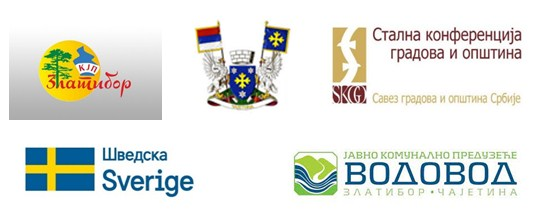 КЈП
Златибор
Стална конференција
градова и општина
SKGO
Савез градова и општина Србије
Шведска
Sverige
ЈАВНО КОМУНАЛНО ПРЕДУЗЕЋЕ
ВОДОВОД
ЗЛАТИБОР·ЧАЈЕТИНА